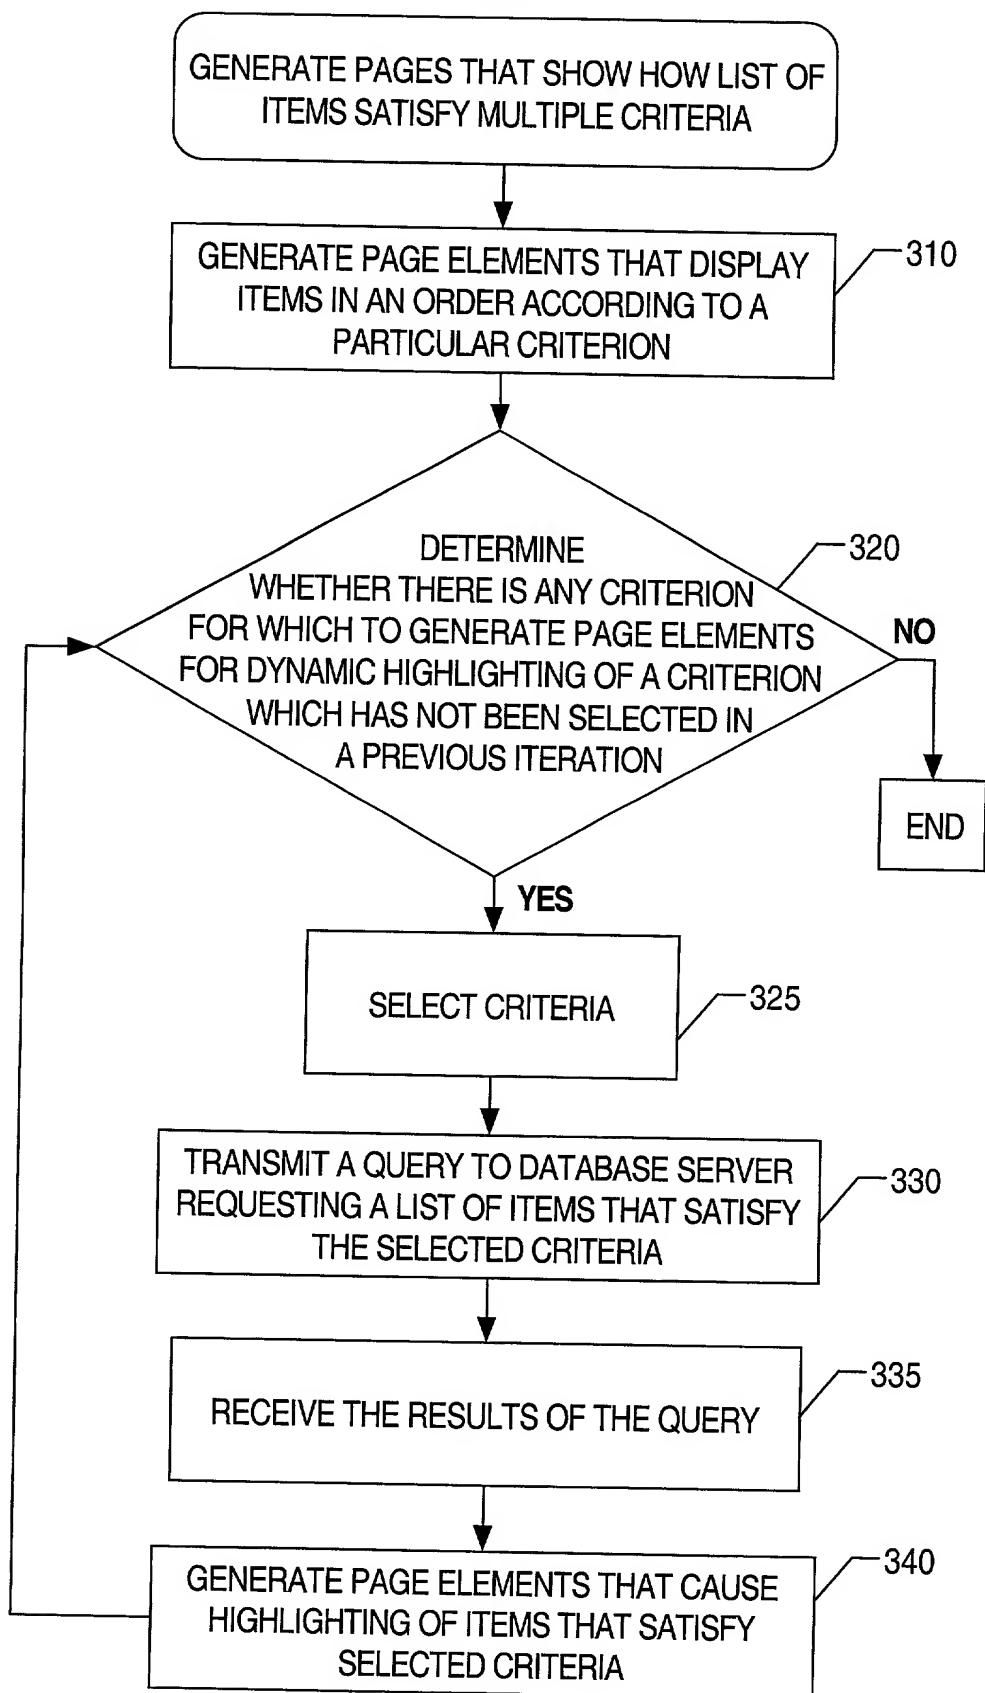 GENERATE PAGES THAT SHOW HOW LIST OF
ITEMS SATISFY MULTIPLE CRITERIA
GENERATE PAGE ELEMENTS THAT DISPLAY
ITEMS IN AN ORDER ACCORDING TO A
PARTICULAR CRITERION
310
DETERMINE
WHETHER THERE IS ANY CRITERION
FOR WHICH TO GENERATE PAGE ELEMENTS
FOR DYNAMIC HIGHLIGHTING OF A CRITERION
WHICH HAS NOT BEEN SELECTED IN
A PREVIOUS ITERATION
320
NO
END
YES
SELECT CRITERIA
325
TRANSMIT A QUERY TO DATABASE SERVER
REQUESTING A LIST OF ITEMS THAT SATISFY
THE SELECTED CRITERIA
330
RECEIVE THE RESULTS OF THE QUERY
335
GENERATE PAGE ELEMENTS THAT CAUSE
HIGHLIGHTING OF ITEMS THAT SATISFY
SELECTED CRITERIA
340